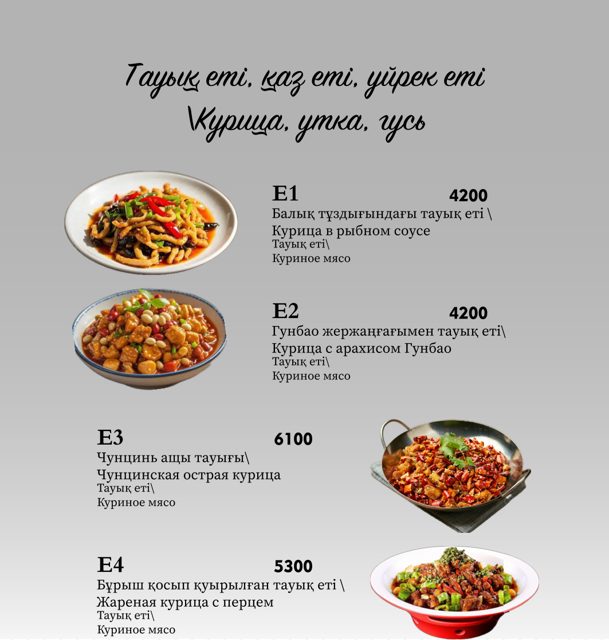 Тауық еті, қаз еті, үйрек еті
\Курица, утка, гусь
E1 4200
Балық тұздығындағы тауық еті \
Курица в рыбном соусе
Тауық еті\
Куриное мясо
E2 4200
Гунбао жержаңғағымен тауық еті\
Курица с арахисом Гунбао
Тауық еті\
Куриное мясо
E3 6100
Чунцинь ащы тауығы\
Чунцинская острая курица
Тауық еті\
Куриное мясо
E4 5300
Бұрыш қосып қуырылған тауық еті \
Жареная курица с перцем
Тауық еті\
Куриное мясо